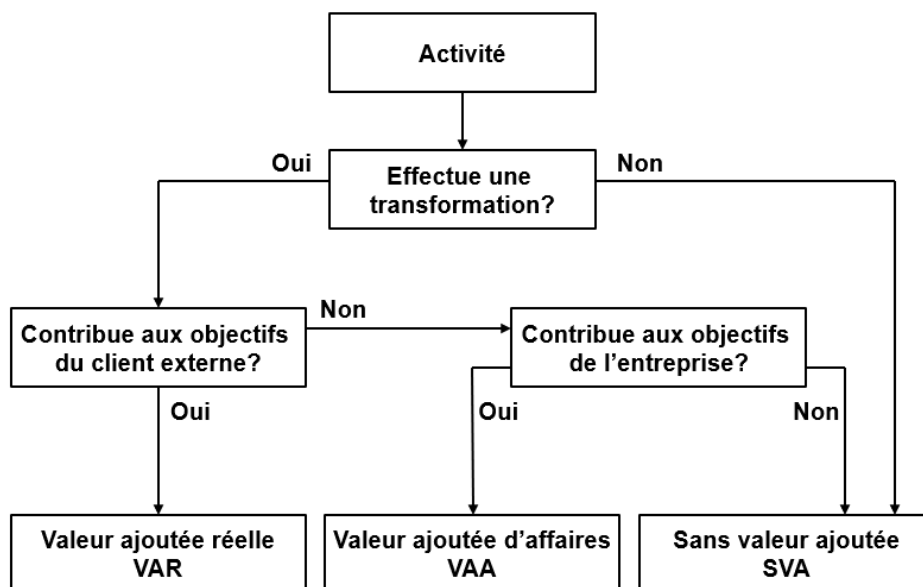 Activité
Oui
Non
Effectue une
transformation?
Contribue aux objectifs
du client externe?
Non
Contribue aux objectifs
de l'entreprise?
Oui
Oui
Non
Valeur ajoutée réelle
VAR
Valeur ajoutée d'affaires
VAA
Sans valeur ajoutée
SVA